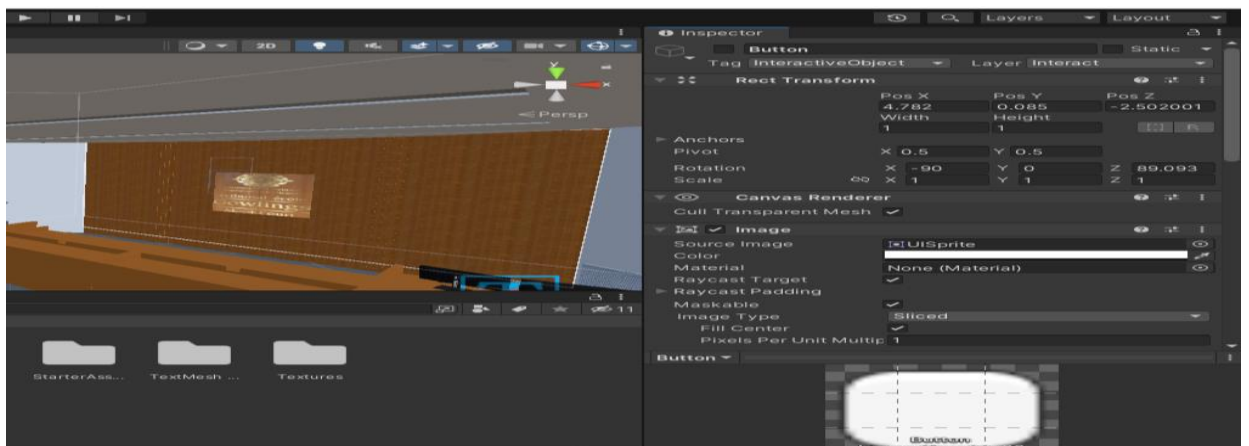 Layers Layout
Inspector
2D
Button Static
Tag InteractiveObject Layer Interact
Rect Transform
Pos X Pos Y Pos Z
4.782 0.085 -2.502001
Width Height
1 1
R
Anchors
Pivot X 0.5 Y 0.5
Rotation X -90 Y 0 Z 89.093
Scale X 1 Y 1 Z 1
Canvas Renderer
Cull Transparent Mesh
Image
Source Image UISprite
Color
Material None (Material)
Raycast Target
Raycast Padding
Maskable
Image Type Sliced
Fill Center
Pixels Per Unit Multip 1
Button
Button
y
x
Persp
11
StarterAss... TextMesh ... Textures